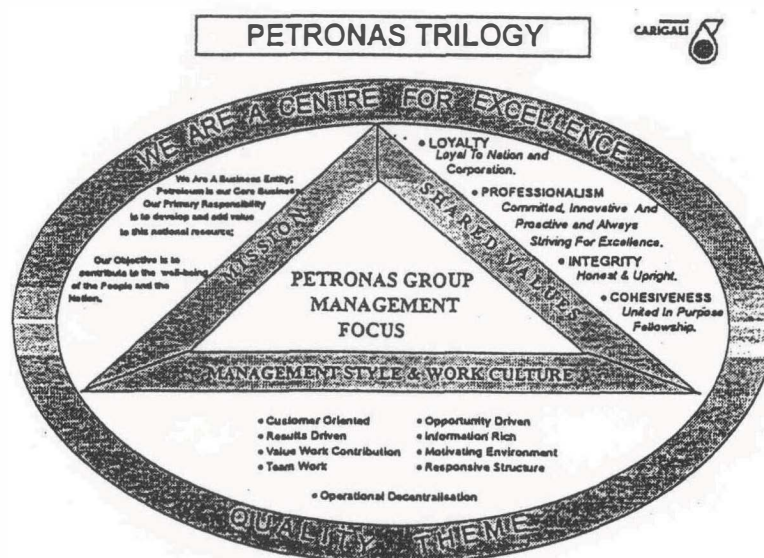 PETRONAS TRILOGY
CARIGALI
WE ARE A CENTRE FOR EXCELLENCE
We Are A Business Entity;
Petroleum is our Core Business
Our Primary Responsibility
is to develop and add value
to this national resource;
Our Objective is to
contribute to the well-being
of the People and the
Nation.
MISSION
SHARED VALUES
• LOYALTY
Loyal To Nation and
Corporation.
• PROFESSIONALISM
Committed, Innovative And
Proactive and Always
Striving For Excellence.
• INTEGRITY
Honest & Upright.
• COHESIVENESS
United In Purpose
Fellowship.
PETRONAS GROUP
MANAGEMENT
FOCUS
MANAGEMENT STYLE & WORK CULTURE
• Customer Oriented
• Results Driven
• Value Work Contribution
• Team Work
• Opportunity Driven
• Information Rich
• Motivating Environment
• Responsive Structure
• Operational Decentralisation
QUALITY THEME